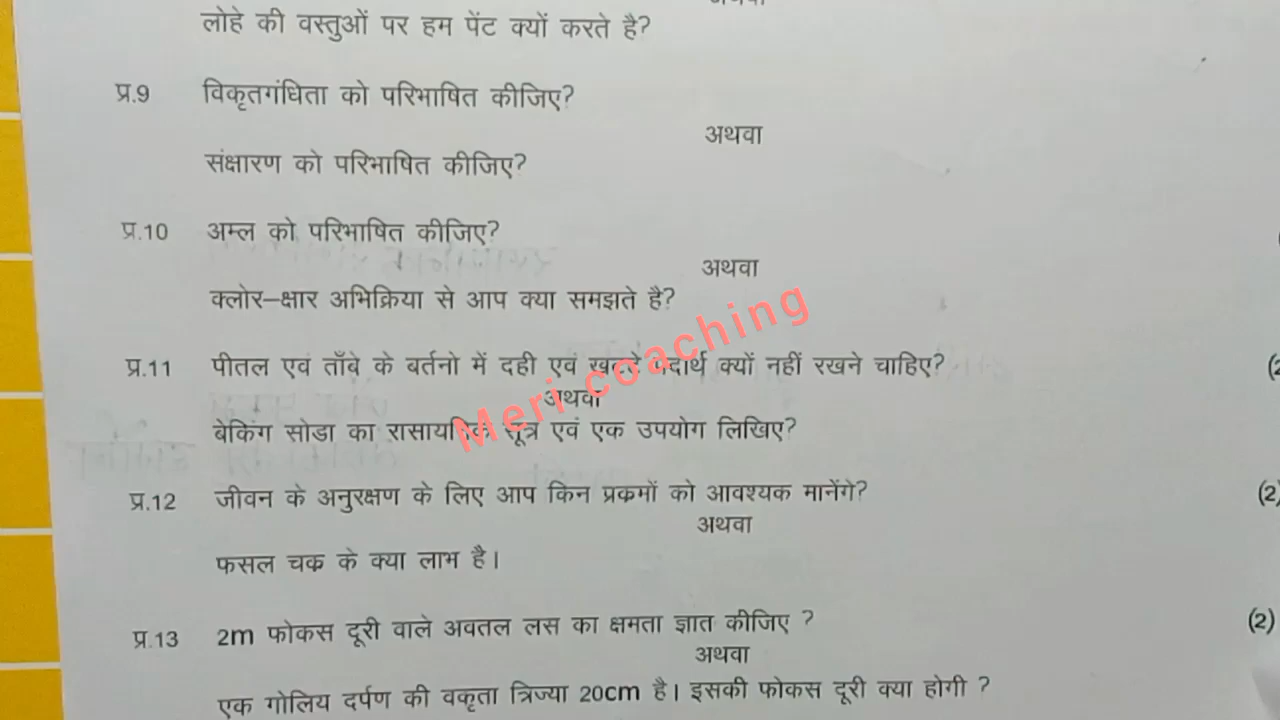 लोहे की वस्तुओं पर हम पेंट क्यों करते है?
प्र.9 विकृतगंधिता को परिभाषित कीजिए?
अथवा
संक्षारण को परिभाषित कीजिए?
प्र.10 अम्ल को परिभाषित कीजिए?
अथवा
क्लोर–क्षार अभिक्रिया से आप क्या समझते है?
प्र.11 पीतल एवं ताँबे के बर्तनो में दही एवं खट्टे पदार्थ क्यों नहीं रखने चाहिए? (2
अथवा
बेकिंग सोडा का रासायनिक सूत्र एवं एक उपयोग लिखिए?
Meri coaching
प्र.12 जीवन के अनुरक्षण के लिए आप किन प्रक्रमों को आवश्यक मानेंगे? (2)
अथवा
फसल चक्र के क्या लाभ है।
प्र.13 2m फोकस दूरी वाले अवतल लस का क्षमता ज्ञात कीजिए ? (2)
अथवा
एक गोलिय दर्पण की वकृता त्रिज्या 20cm है। इसकी फोकस दूरी क्या होगी ?